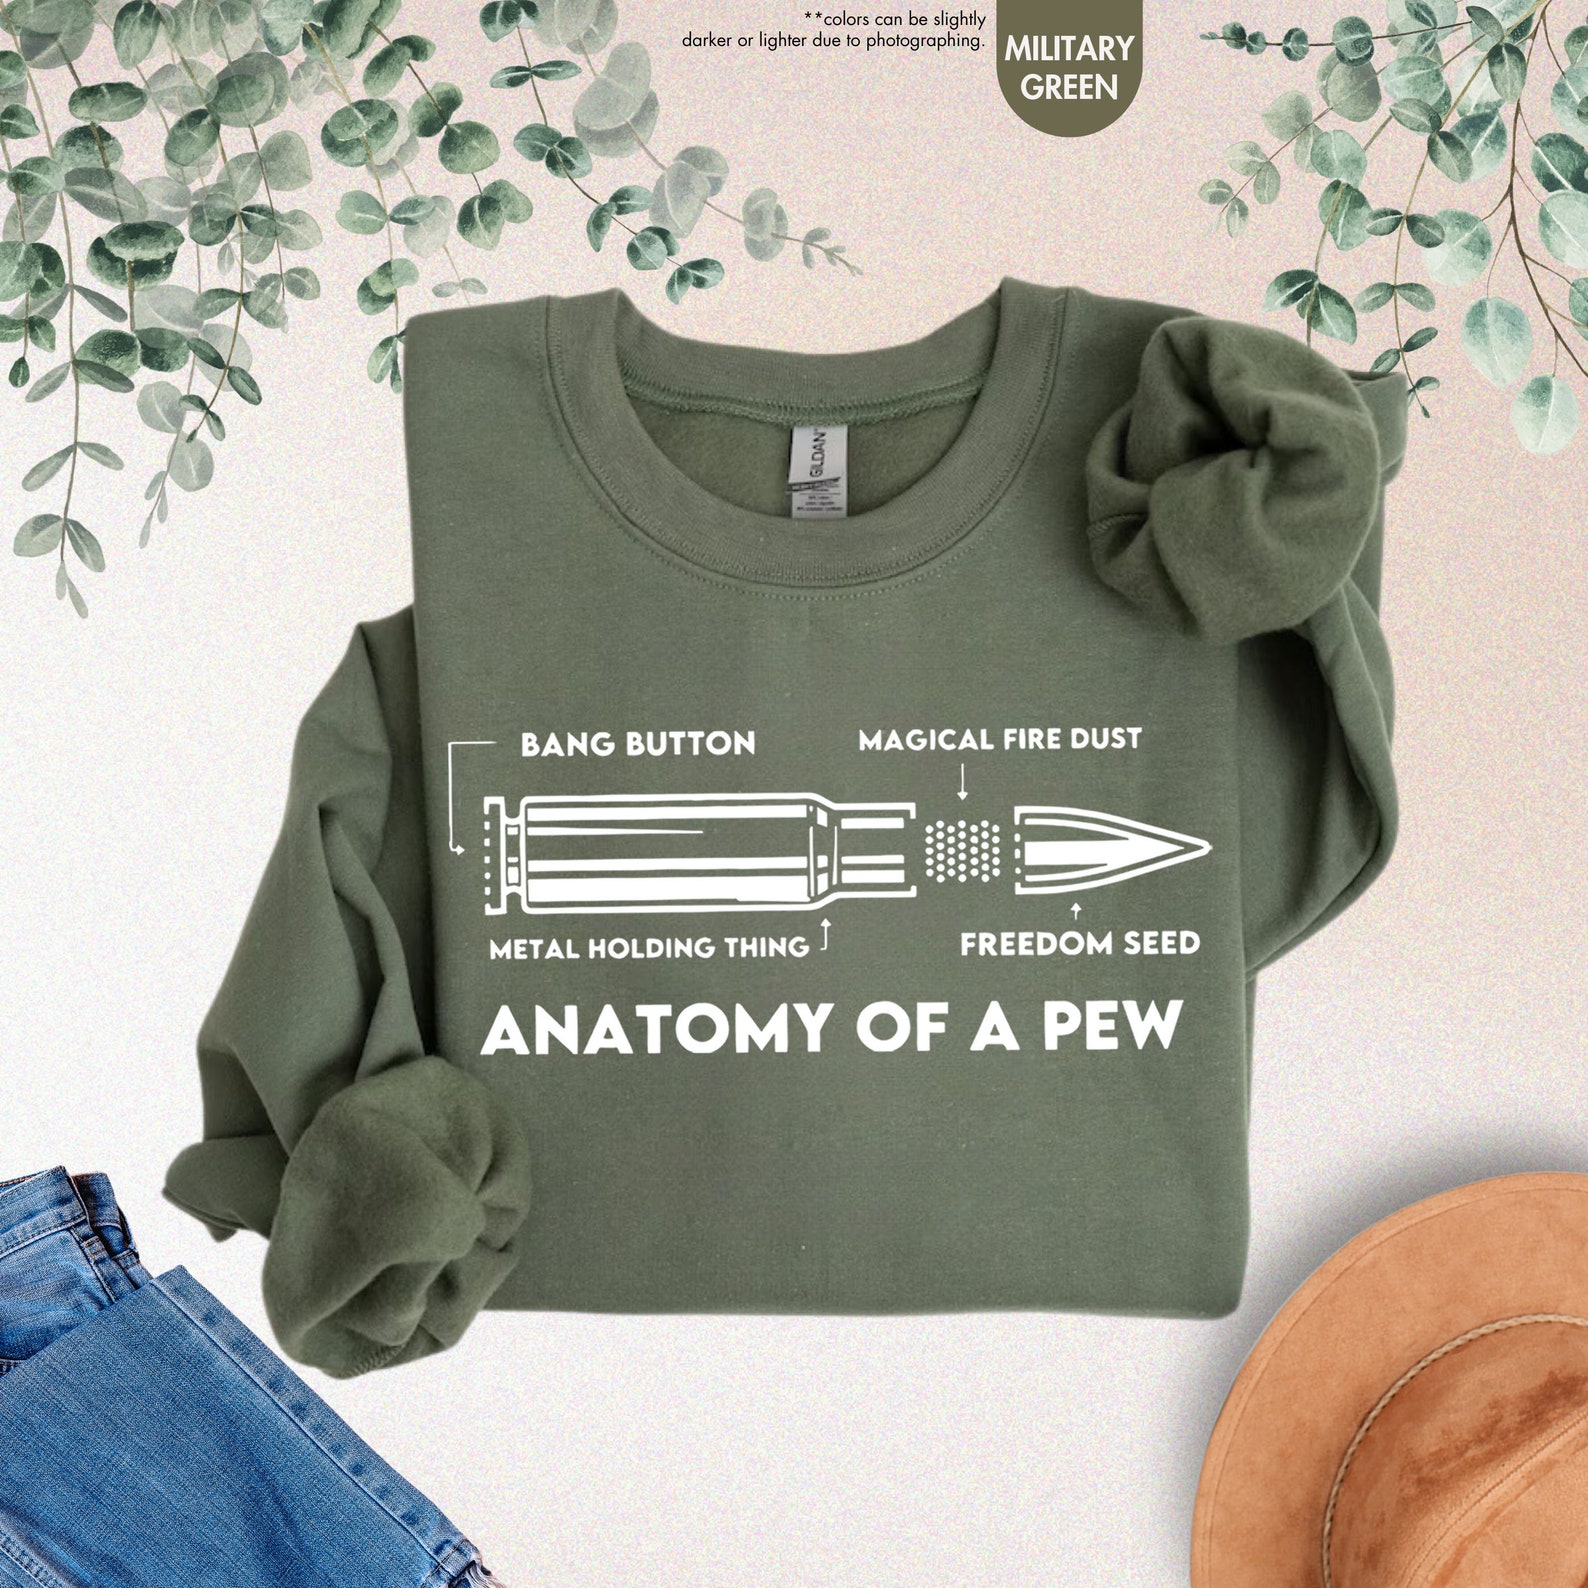 **colors can be slightly
darker or lighter due to photographing.
MILITARY
GREEN
GILDAN
BANG BUTTON
MAGICAL FIRE DUST
METAL HOLDING THING
FREEDOM SEED
ANATOMY OF A PEW